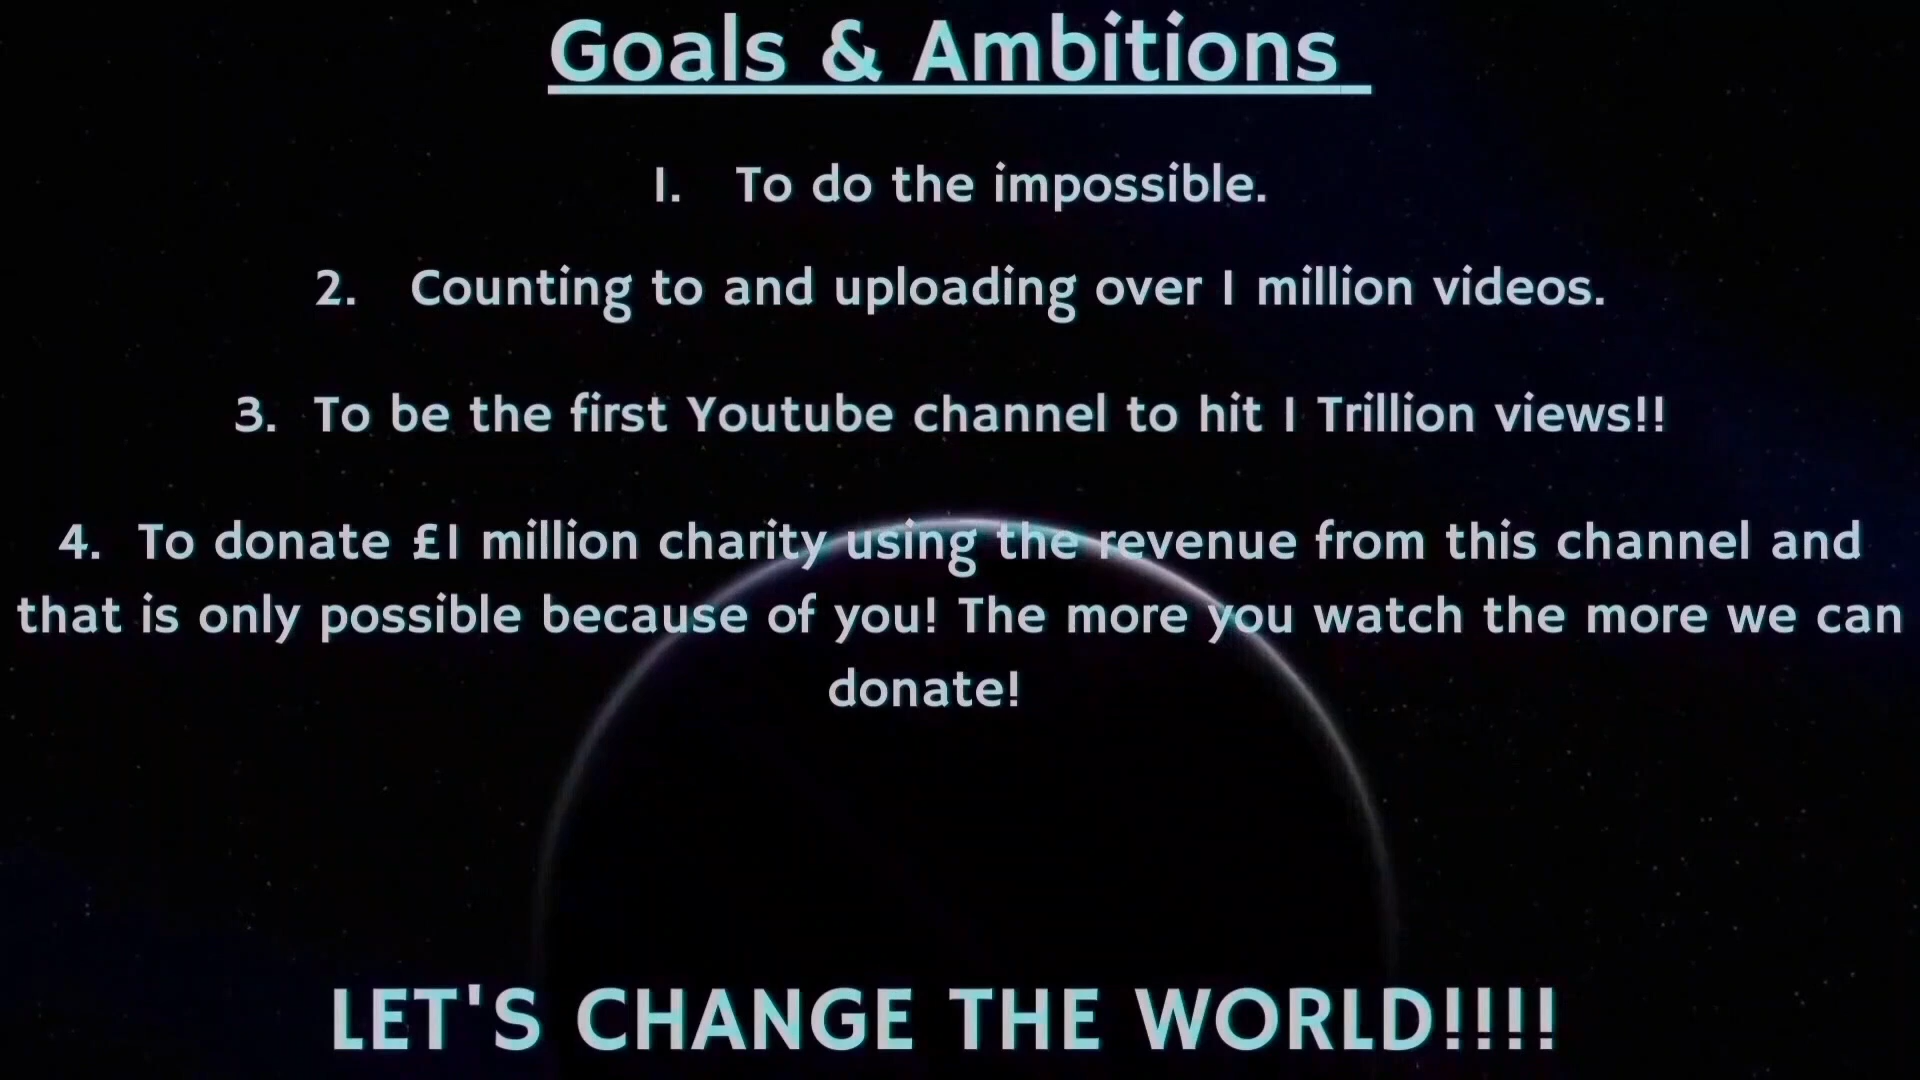 Goals & Ambitions
1. To do the impossible.
2. Counting to and uploading over 1 million videos.
3. To be the first Youtube channel to hit 1 Trillion views!!
4. To donate £1 million charity using the revenue from this channel and
that is only possible because of you! The more you watch the more we can
donate!
LET'S CHANGE THE WORLD!!!!